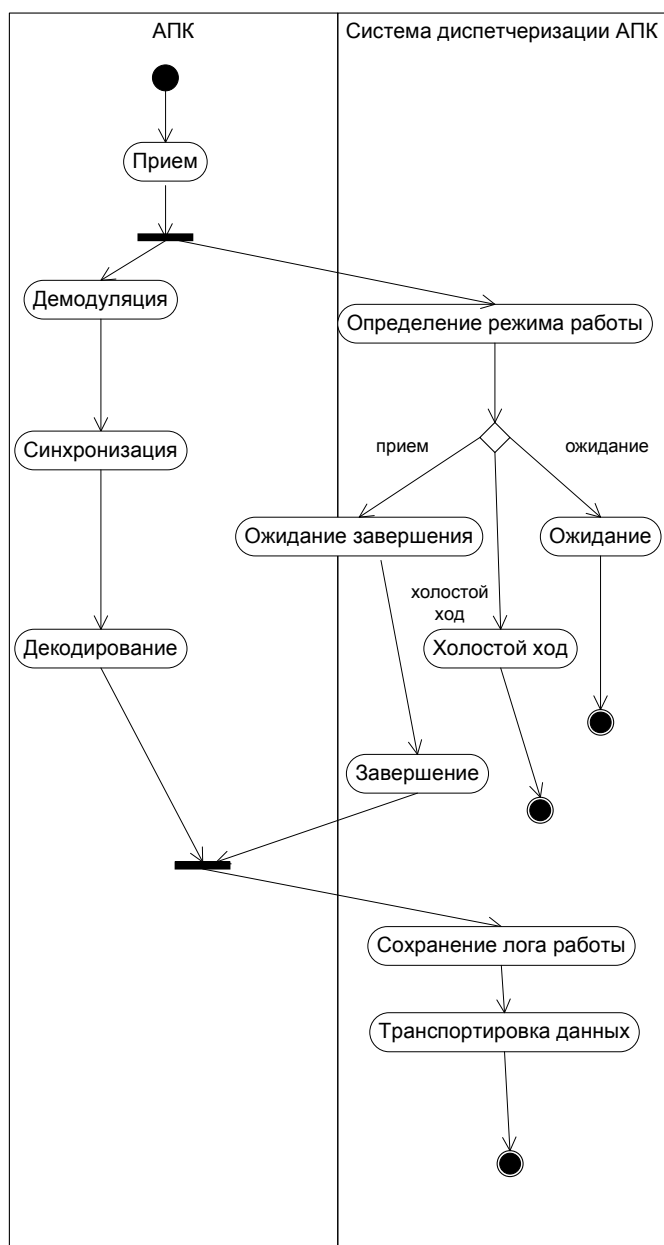 АПК
Система диспетчеризации АПК
Прием
Демодуляция
Определение режима работы
прием
ожидание
Синхронизация
Ожидание завершения
Ожидание
холостой
ход
Декодирование
Холостой ход
Завершение
Сохранение лога работы
Транспортировка данных